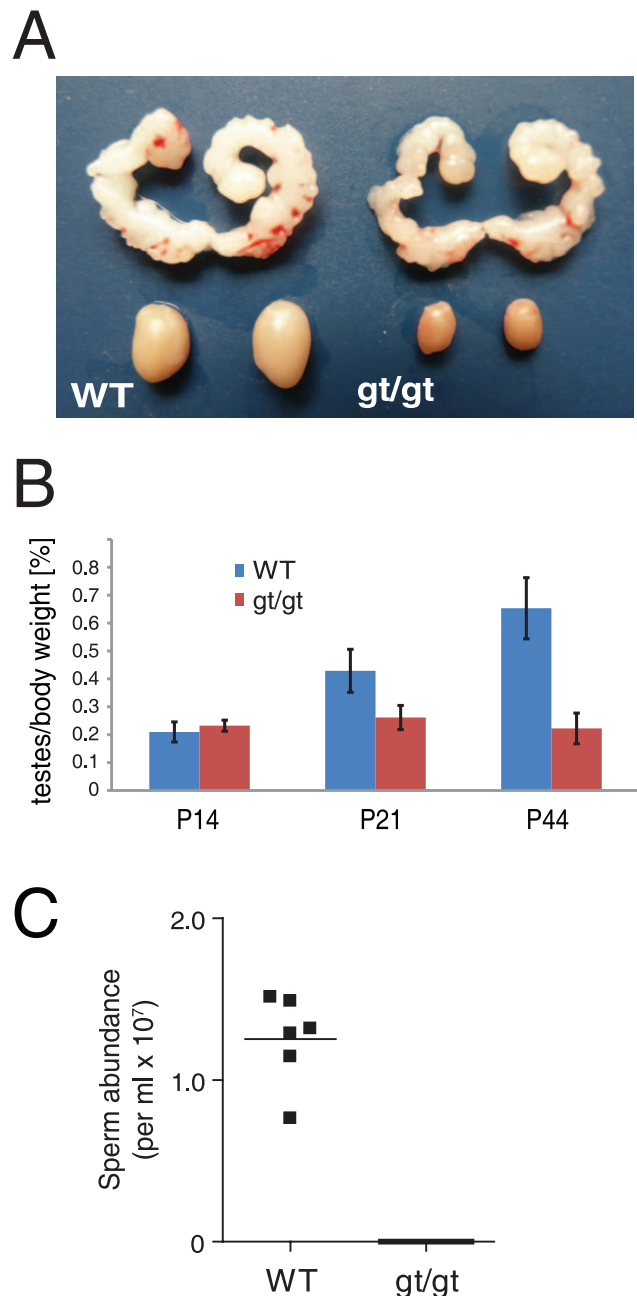 A
WT gt/gt
B
testes/body weight [%]
0.8
0.7
0.6
0.5
0.4
0.3
0.2
0.1
0
WT
gt/gt
P14 P21 P44
C
Sperm abundance
(per ml x 10⁷)
2.0
1.0
0
WT gt/gt